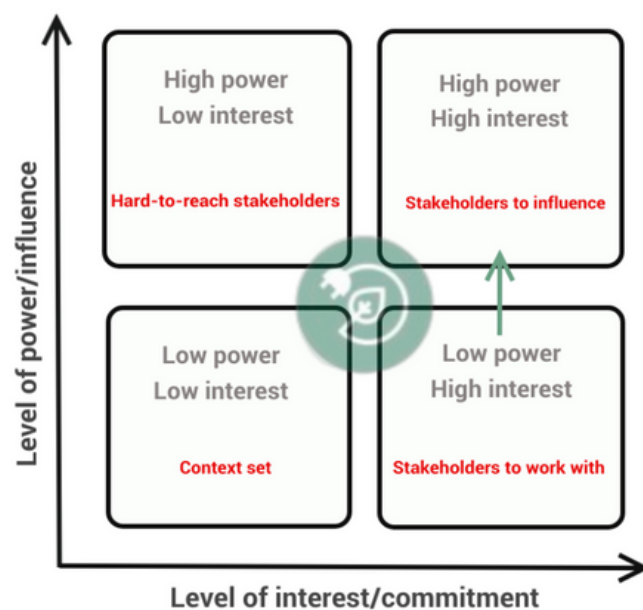 Level of power/influence
High power
Low interest
Hard-to-reach stakeholders
High power
High interest
Stakeholders to influence
Low power
Low interest
Context set
Low power
High interest
Stakeholders to work with
Level of interest/commitment